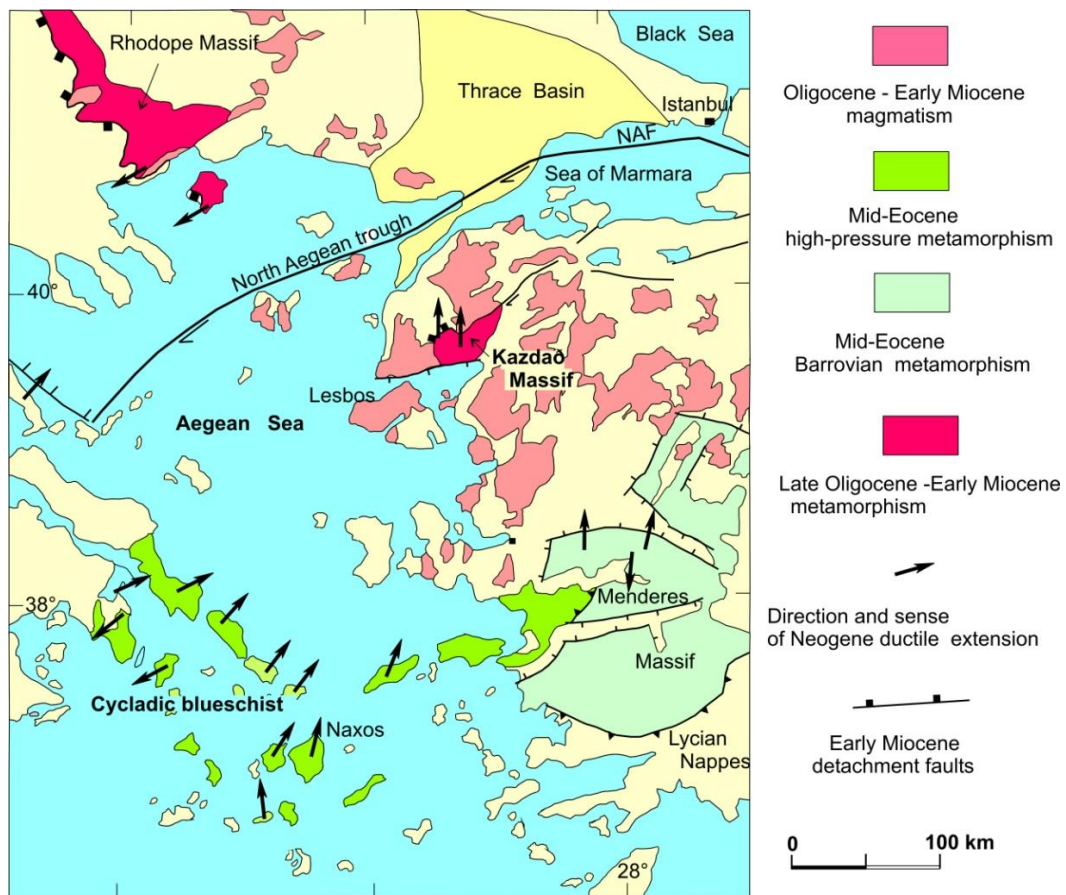 Rhodope Massif
Black Sea
Thrace Basin
Istanbul
NAF
Sea of Marmara
North Aegean trough
40°
Kazdað
Massif
Lesbos
Aegean Sea
38°
Menderes
Massif
Cycladic blueschist
Naxos
Lycian
Nappes
28°
Oligocene - Early Miocene
magmatism
Mid-Eocene
high-pressure metamorphism
Mid-Eocene
Barrovian metamorphism
Late Oligocene -Early Miocene
metamorphism
Direction and sense
of Neogene ductile extension
Early Miocene
detachment faults
0 100 km